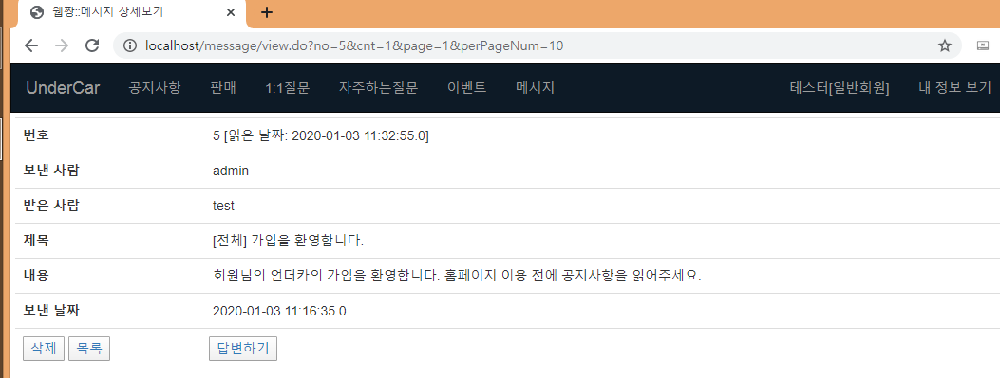 웹짱::메시지 상세보기
localhost/message/view.do?no=5&cnt=1&page=1&perPageNum=10
UnderCar 공지사항 판매 1:1질문 자주하는질문 이벤트 메시지 테스터[일반회원] 내 정보 보기
번호 5 [읽은 날짜: 2020-01-03 11:32:55.0]
보낸 사람 admin
받은 사람 test
제목 [전체] 가입을 환영합니다.
내용 회원님의 언더카의 가입을 환영합니다. 홈페이지 이용 전에 공지사항을 읽어주세요.
보낸 날짜 2020-01-03 11:16:35.0
삭제 목록 답변하기